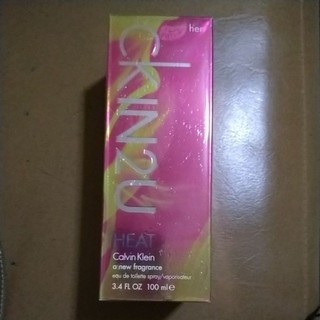 her
ckIN2U
HEAT
Calvin Klein
a new fragrance
eau de toilette spray/vaporisateur
3.4 FL OZ 100 ml e